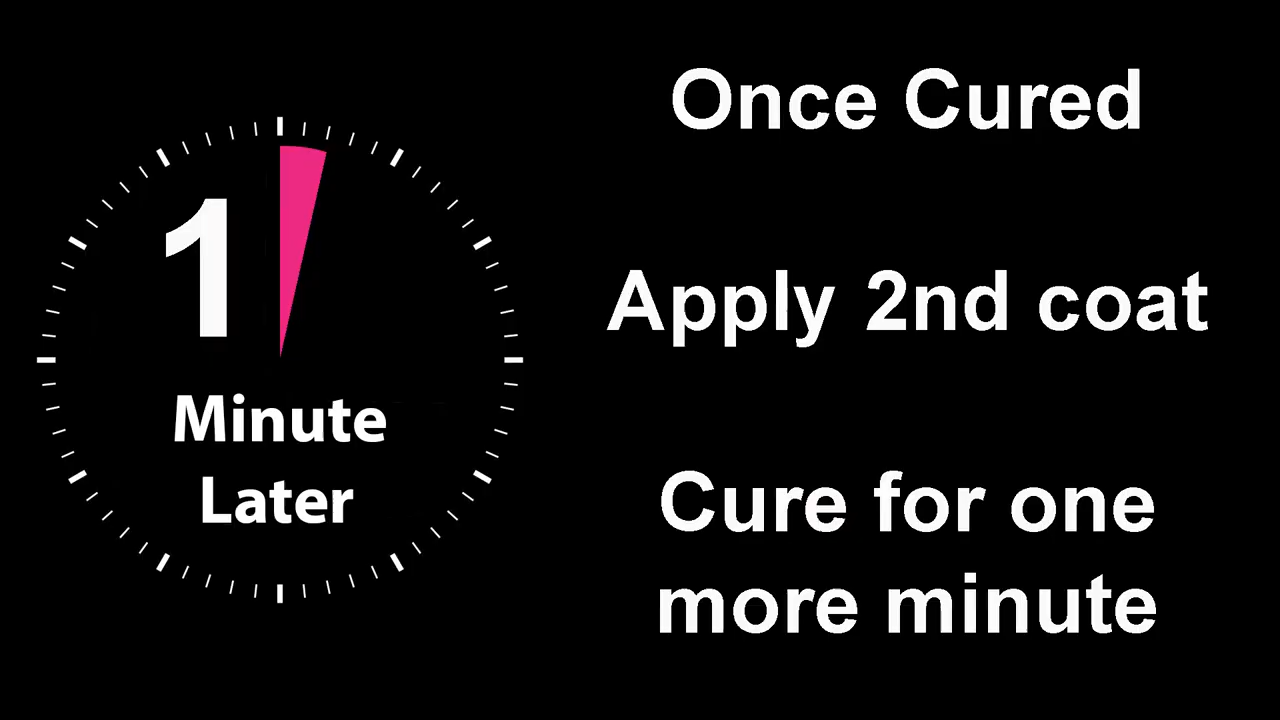 1
Minute
Later
Once Cured
Apply 2nd coat
Cure for one
more minute